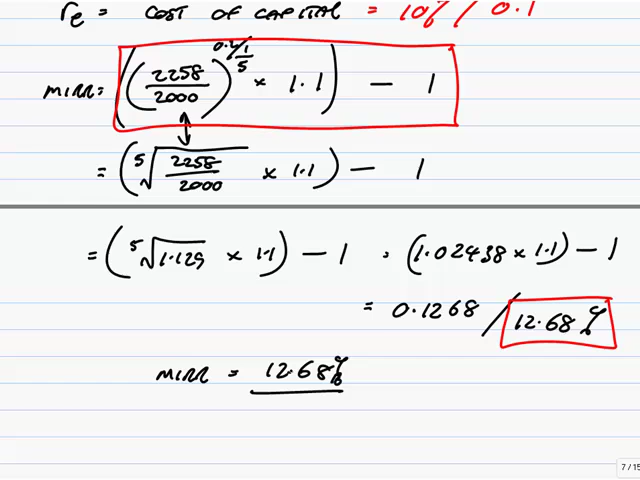 re = COST OF CAPITAL = 10% / 0.1
MIRR = ((2258/2000)^0.2/1/5 × 1.1) − 1
= (⁵√(2258/2000) × 1.1) − 1
= (⁵√1.129 × 1.1) − 1 = (1.02438 × 1.1) − 1
= 0.1268 / 12.68%
MIRR = 12.68%
7 / 15